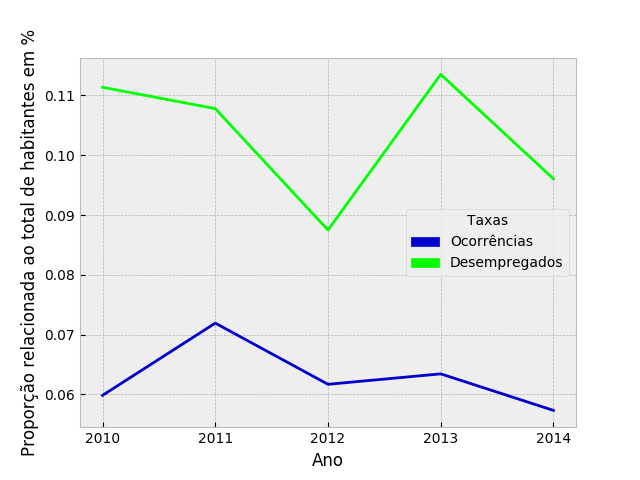 Proporção relacionada ao total de habitantes em %
0.11
0.10
0.09
0.08
0.07
0.06
Taxas
Ocorrências
Desempregados
2010 2011 2012 2013 2014
Ano